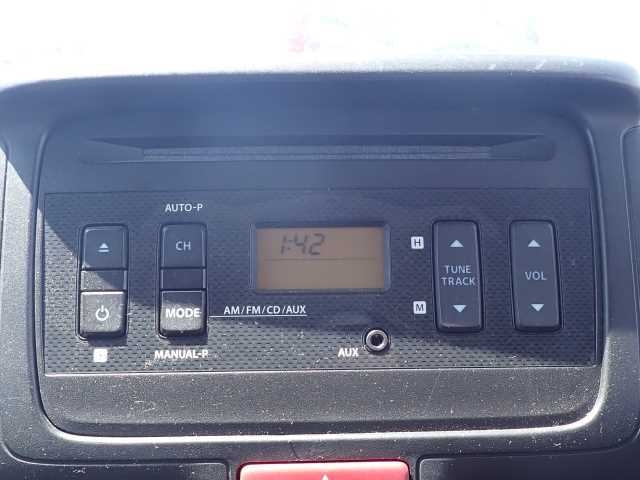 AUTO-P
CH
1:42
H
TUNE
TRACK
VOL
MODE
AM/FM/CD/AUX
M
MANUAL-P
AUX